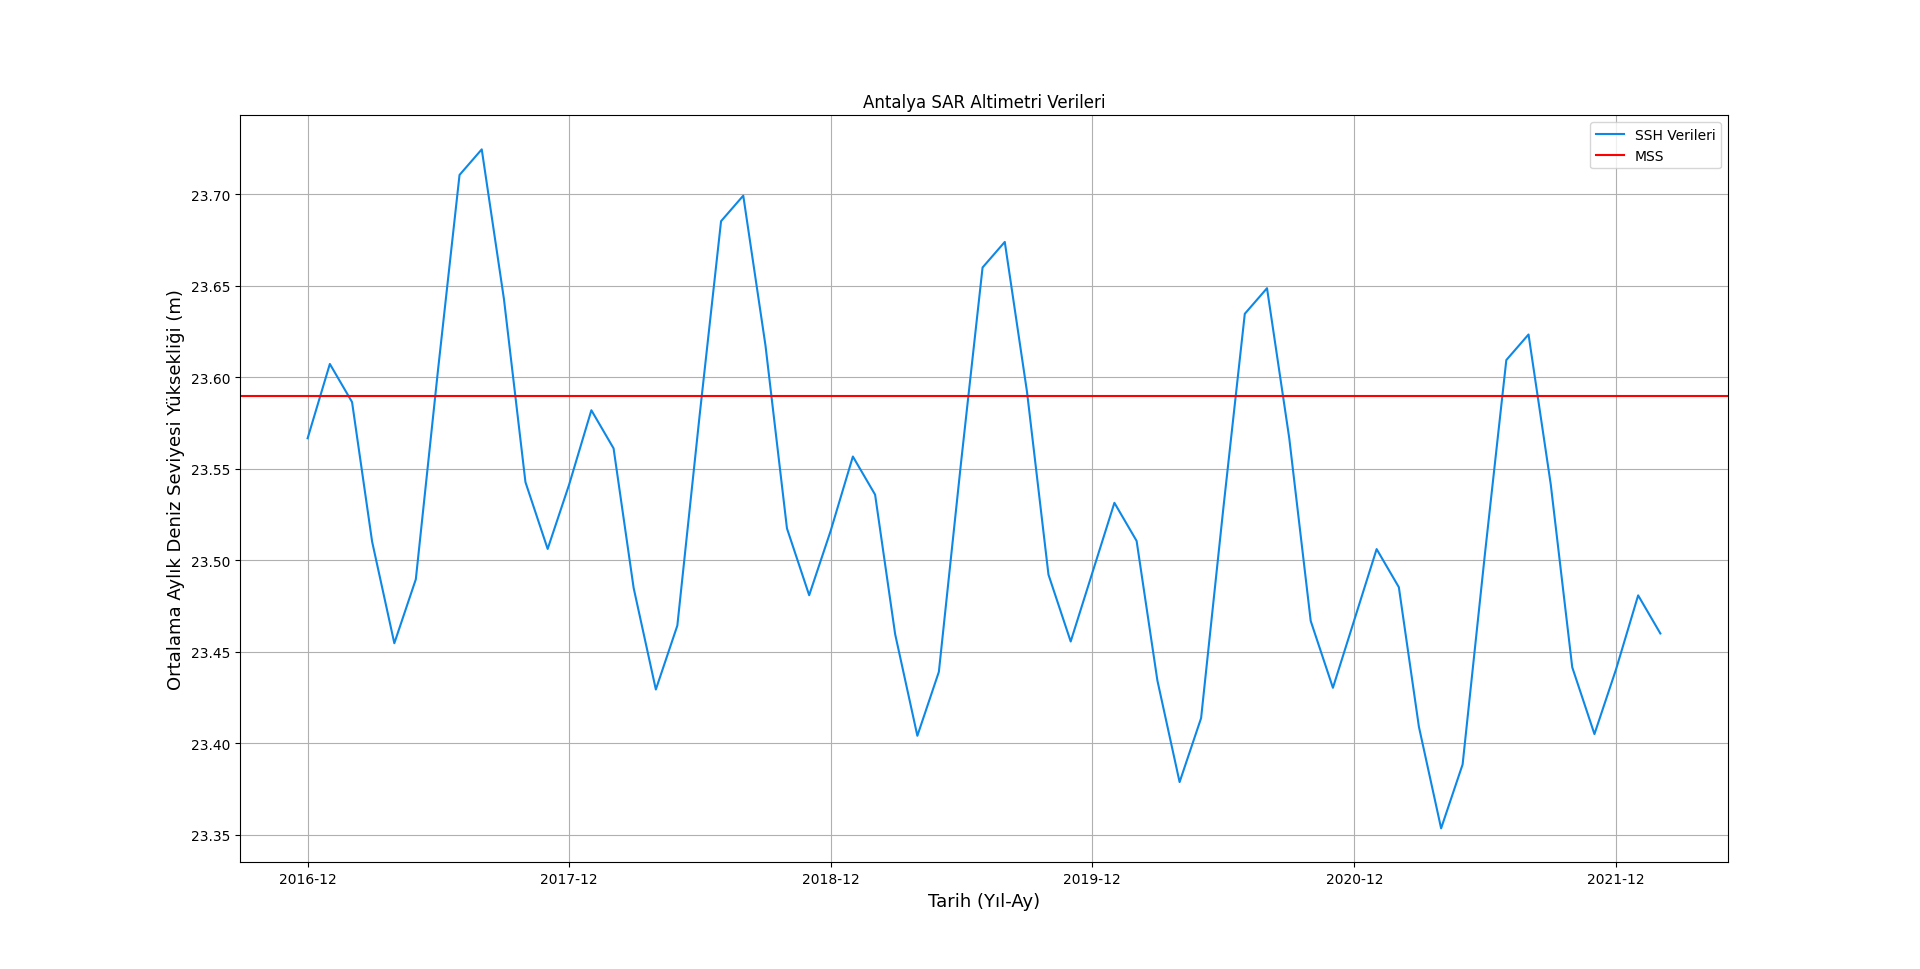 Antalya SAR Altimetri Verileri
SSH Verileri
MSS
Ortalama Aylık Deniz Seviyesi Yüksekliği (m)
23.70
23.65
23.60
23.55
23.50
23.45
23.40
23.35
2016-12 2017-12 2018-12 2019-12 2020-12 2021-12
Tarih (Yıl-Ay)